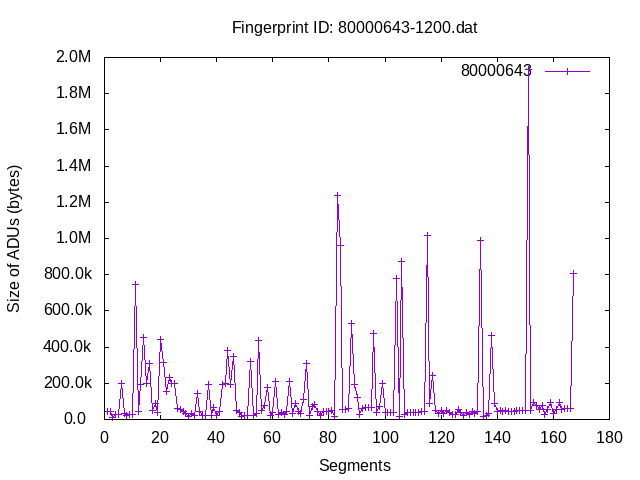 Fingerprint ID: 80000643-1200.dat
80000643
2.0M
1.8M
1.6M
1.4M
1.2M
1.0M
800.0k
600.0k
400.0k
200.0k
0.0
Size of ADUs (bytes)
0 20 40 60 80 100 120 140 160 180
Segments